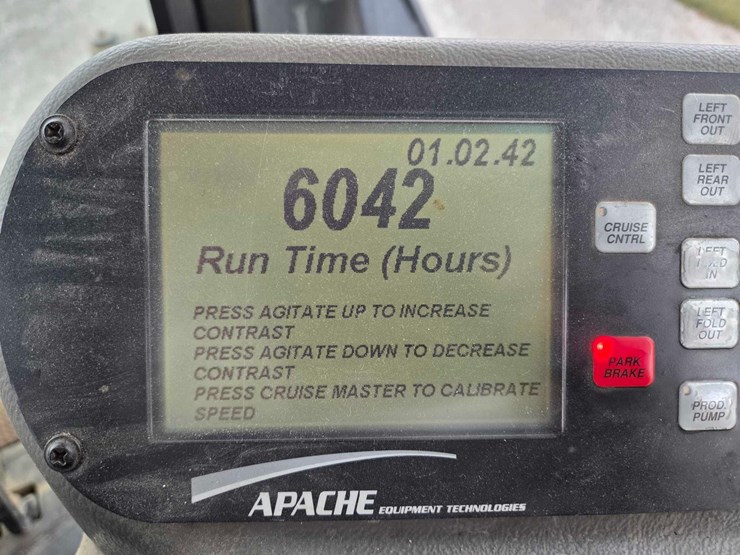 01.02.42
6042
Run Time (Hours)
PRESS AGITATE UP TO INCREASE
CONTRAST
PRESS AGITATE DOWN TO DECREASE
CONTRAST
PRESS CRUISE MASTER TO CALIBRATE
SPEED
APACHE EQUIPMENT TECHNOLOGIES
CRUISE
CNTRL
PARK
BRAKE
LEFT
FRONT
OUT
LEFT
REAR
OUT
LEFT
IN
LEFT
FOLD
OUT
PROD.
PUMP